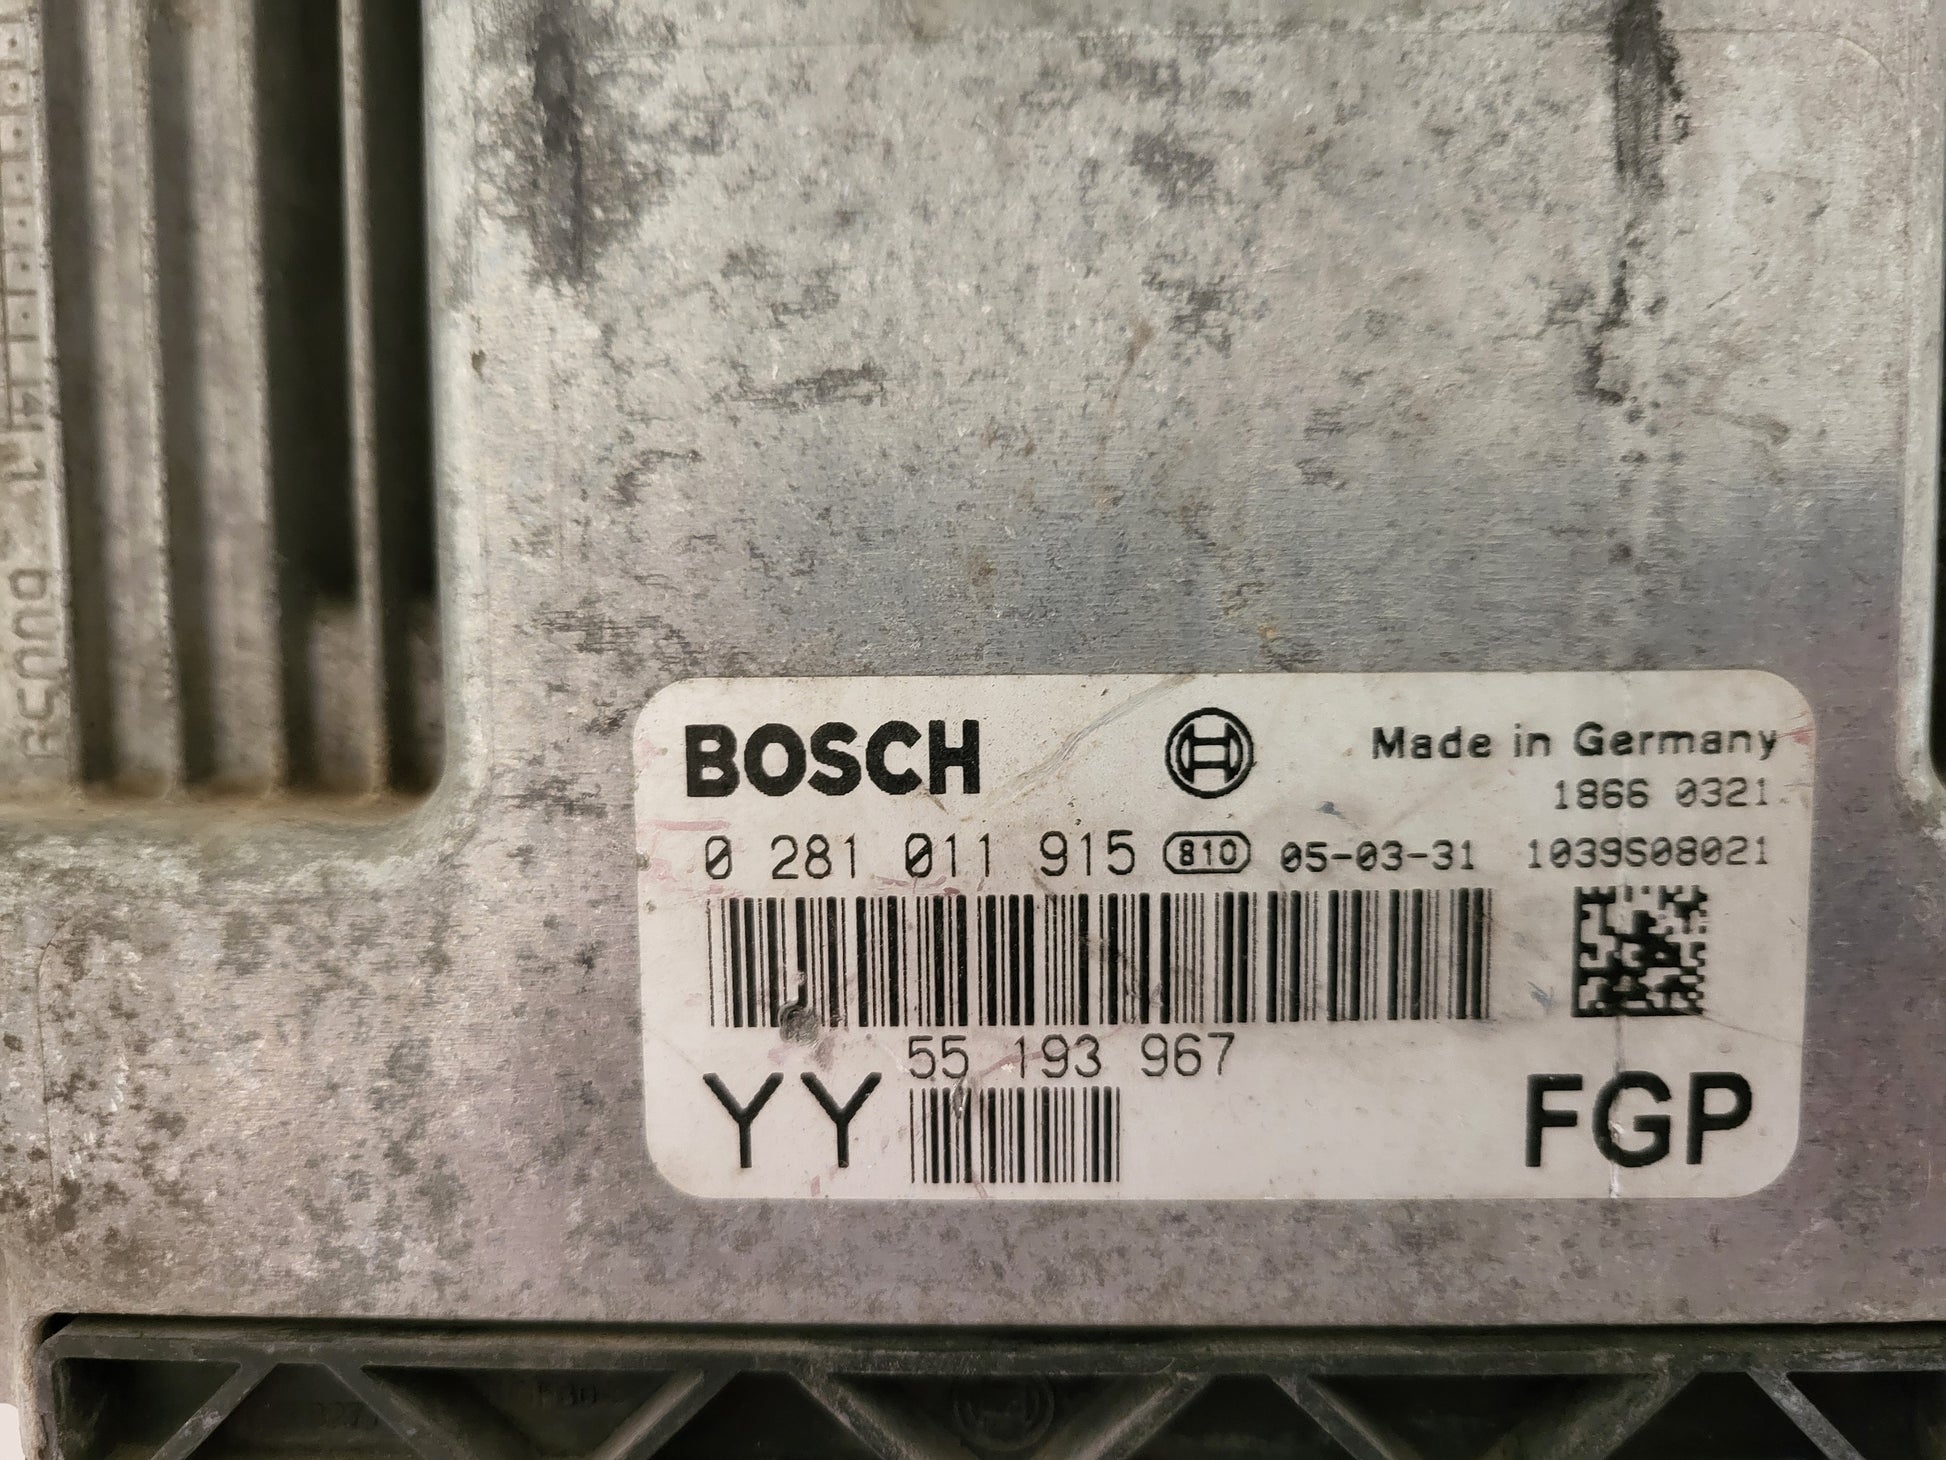 BOSCH
Made in Germany
1866 0321
0 281 011 915 810 05-03-31 1039S08021
55 193 967
YY FGP